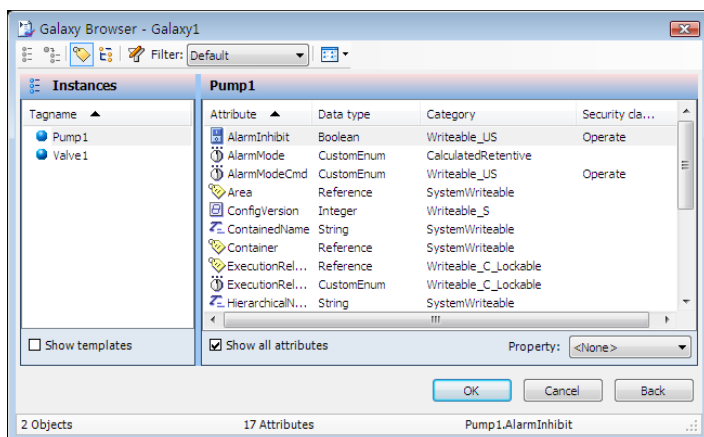 Galaxy Browser - Galaxy1
Filter: Default
Instances
Tagname
Pump1
Valve1
Show templates
Pump1
Attribute Data type Category Security cla...
AlarmInhibit Boolean Writeable_US Operate
AlarmMode CustomEnum CalculatedRetentive
AlarmModeCmd CustomEnum Writeable_US Operate
Area Reference SystemWriteable
ConfigVersion Integer Writeable_S
ContainedName String SystemWriteable
Container Reference SystemWriteable
ExecutionRel... Reference Writeable_C_Lockable
ExecutionRel... CustomEnum Writeable_C_Lockable
HierarchicalN... String SystemWriteable
Show all attributes Property: <None>
OK Cancel Back
2 Objects 17 Attributes Pump1.AlarmInhibit